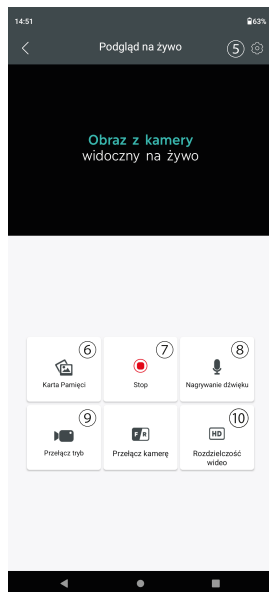 14:51
63%
Podgląd na żywo
⑤
Obraz z kamery
widoczny na żywo
⑥
Karta Pamięci
⑦
Stop
⑧
Nagrywanie dźwięku
⑨
Przełącz tryb
F R
Przełącz kamerę
⑩
HD
Rozdzielczość
wideo